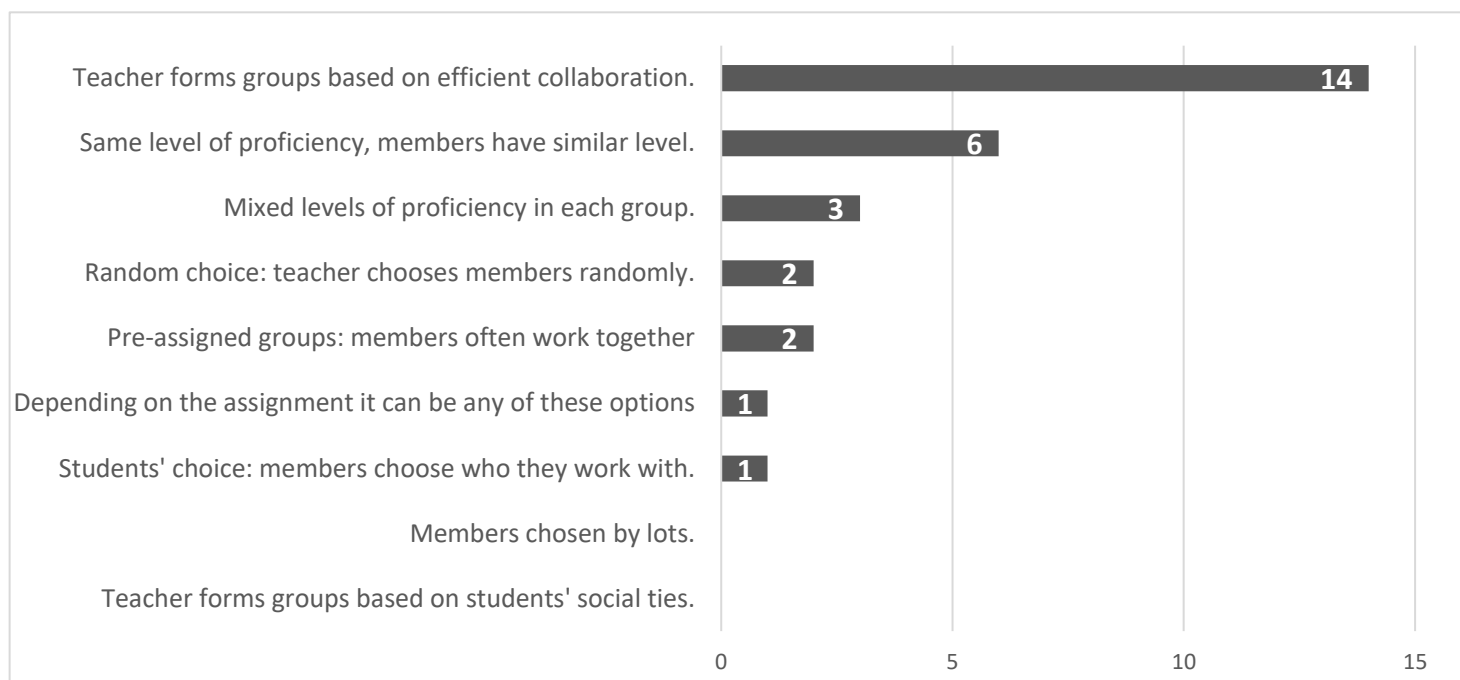 Teacher forms groups based on efficient collaboration. 14
Same level of proficiency, members have similar level. 6
Mixed levels of proficiency in each group. 3
Random choice: teacher chooses members randomly. 2
Pre-assigned groups: members often work together 2
Depending on the assignment it can be any of these options 1
Students' choice: members choose who they work with. 1
Members chosen by lots.
Teacher forms groups based on students' social ties.
0 5 10 15